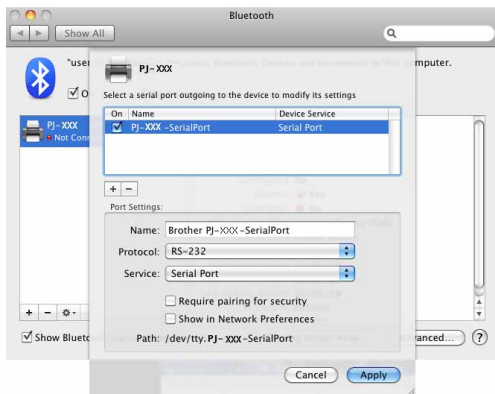 Bluetooth
Show All
"user
mputer.
PJ-XXX
Select a serial port outgoing to the device to modify its settings
On Name Device Service
PJ-XXX -SerialPort Serial Port
PJ-XXX
Not Conn
Port Settings:
Name: Brother PJ-XXX-SerialPort
Protocol: RS-232
Service: Serial Port
Require pairing for security
Show in Network Preferences
Path: /dev/tty.PJ-XXX-SerialPort
Show Bluetc
anced... ?
Cancel Apply